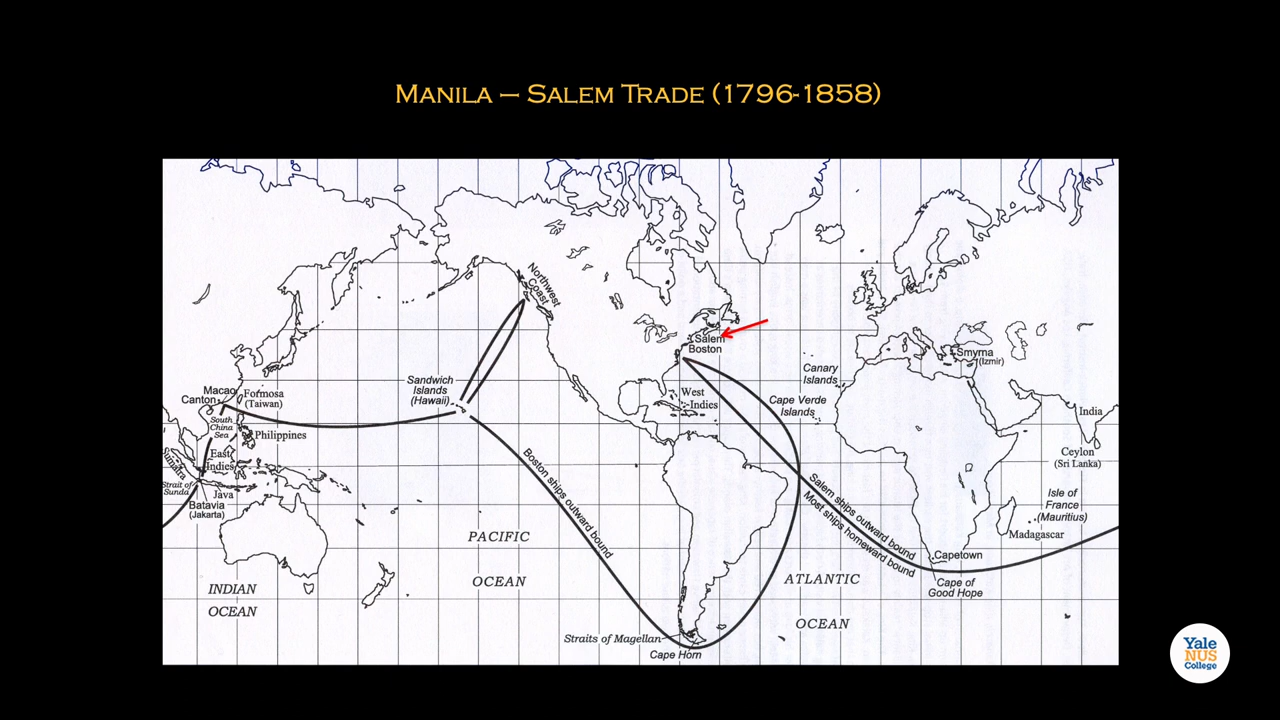 MANILA – SALEM TRADE (1796-1858)
Northwest
Coast
Salem
Boston
Smyrna
(Izmir)
Canary
Islands
Sandwich
Islands
(Hawaii)
Macao
Canton
Formosa
(Taiwan)
West
Indies
Cape Verde
Islands
India
South
China
Sea
Philippines
East
Indies
Sumatra
Ceylon
(Sri Lanka)
Strait of
Sunda
Java
Batavia
(Jakarta)
Boston ships outward bound
Salem ships outward bound
Most ships homeward bound
Isle of
France
(Mauritius)
Madagascar
PACIFIC
OCEAN
Capetown
Cape of
Good Hope
ATLANTIC
OCEAN
INDIAN
OCEAN
Straits of Magellan
Cape Horn
Yale
NUS
College